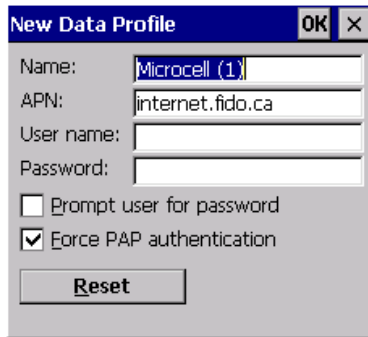 New Data Profile OK
Name: Microcell (1)
APN: internet.fido.ca
User name:
Password:
Prompt user for password
Force PAP authentication
Reset